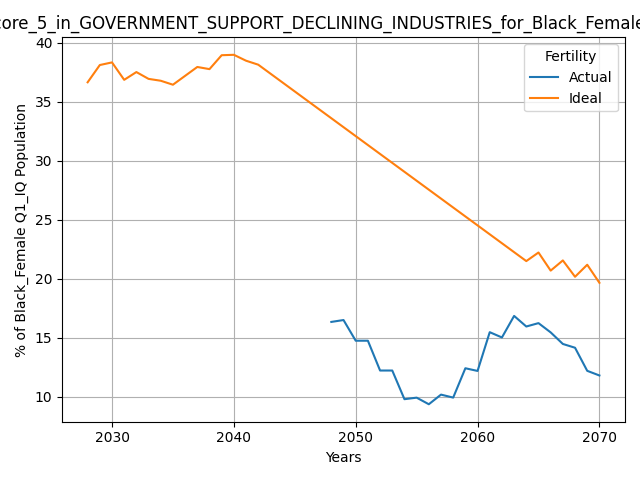 core_5_in_GOVERNMENT_SUPPORT_DECLINING_INDUSTRIES_for_Black_Female
40
35
30
25
20
15
10
2030
2040
2050
2060
2070
% of Black_Female Q1_IQ Population
Years
Fertility
Actual
Ideal